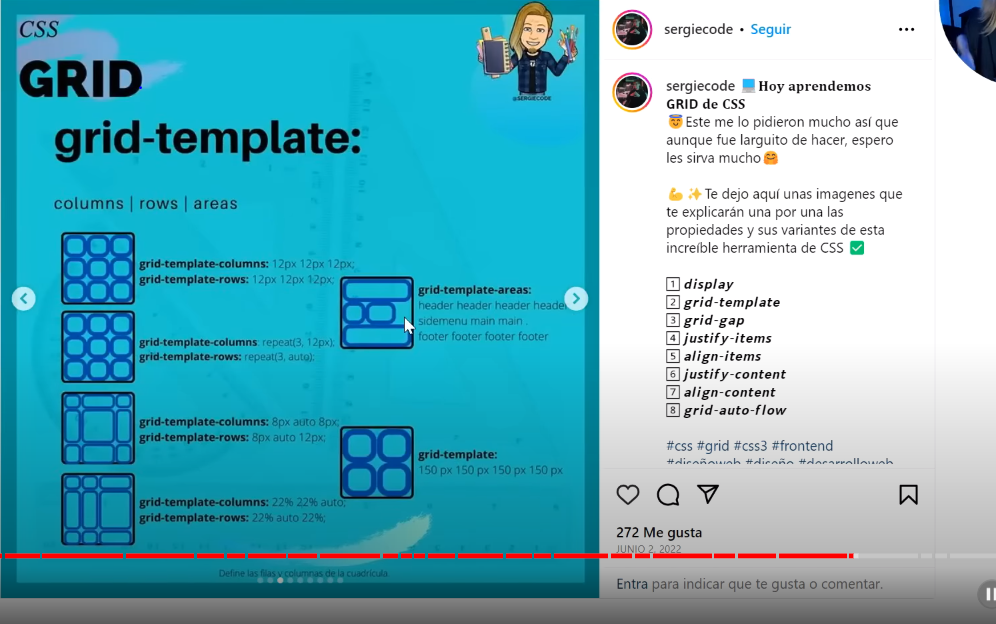 CSS
GRID
@SERGIECODE
grid-template:
columns | rows | areas
grid-template-columns: 12px 12px 12px;
grid-template-rows: 12px 12px 12px;
grid-template-columns: repeat(3, 12px);
grid-template-rows: repeat(3, auto);
grid-template-columns: 8px auto 8px;
grid-template-rows: 8px auto 12px;
grid-template-columns: 22% 22% auto;
grid-template-rows: 22% auto 22%;
grid-template-areas:
header header header header
sidemenu main main .
footer footer footer footer
grid-template:
150 px 150 px 150 px 150 px
Define las filas y columnas de la cuadrícula.
sergiecode • Seguir
sergiecode 💻 Hoy aprendemos
GRID de CSS
😇Este me lo pidieron mucho así que
aunque fue larguito de hacer, espero
les sirva mucho🤗
💪✨Te dejo aquí unas imagenes que
te explicarán una por una las
propiedades y sus variantes de esta
increíble herramienta de CSS ✅
1 display
2 grid-template
3 grid-gap
4 justify-items
5 align-items
6 justify-content
7 align-content
8 grid-auto-flow
#css #grid #css3 #frontend
#diseñoweb #diseño #desarrolloweb
272 Me gusta
JUNIO 2, 2022
Entra para indicar que te gusta o comentar.